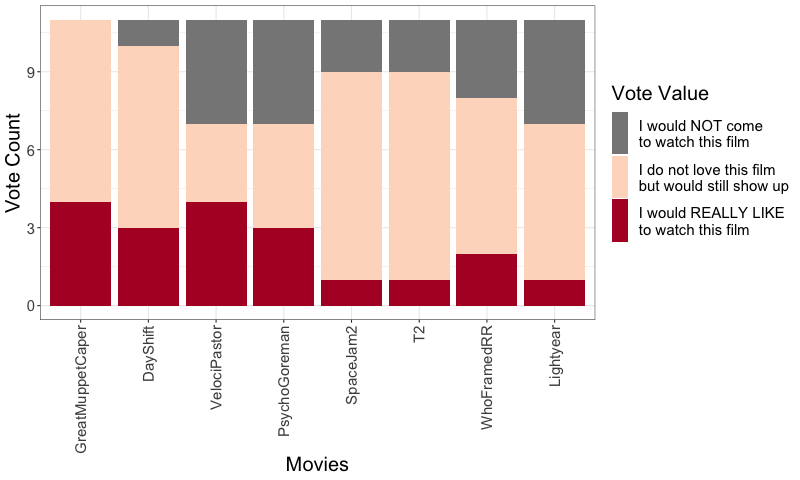 Vote Count
9
6
3
0
GreatMuppetCaper
DayShift
VelociPastor
PsychoGoreman
SpaceJam2
T2
WhoFramedRR
Lightyear
Movies
Vote Value
I would NOT come
to watch this film
I do not love this film
but would still show up
I would REALLY LIKE
to watch this film